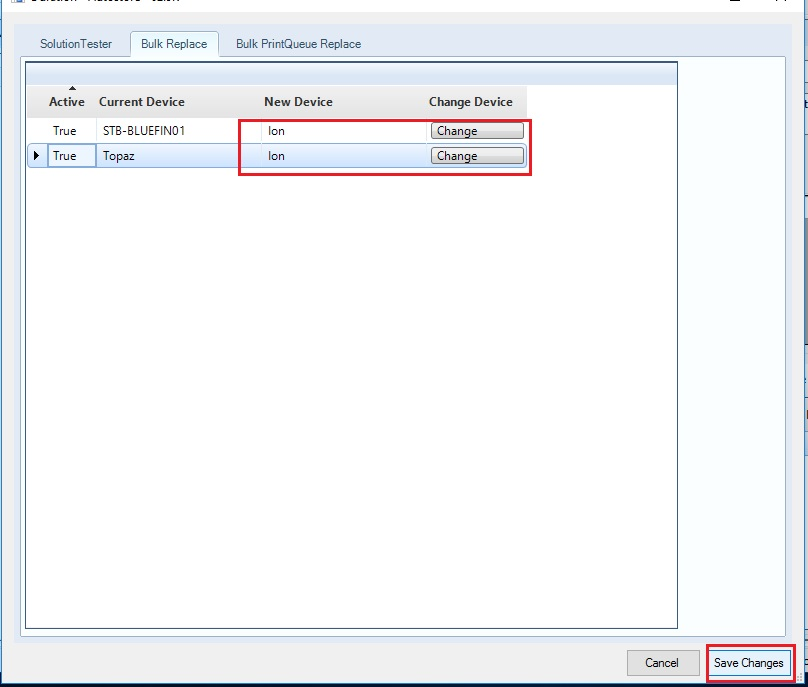 SolutionTester Bulk Replace Bulk PrintQueue Replace
Active Current Device New Device Change Device
True STB-BLUEFIN01 Ion Change
True Topaz Ion Change
Cancel Save Changes